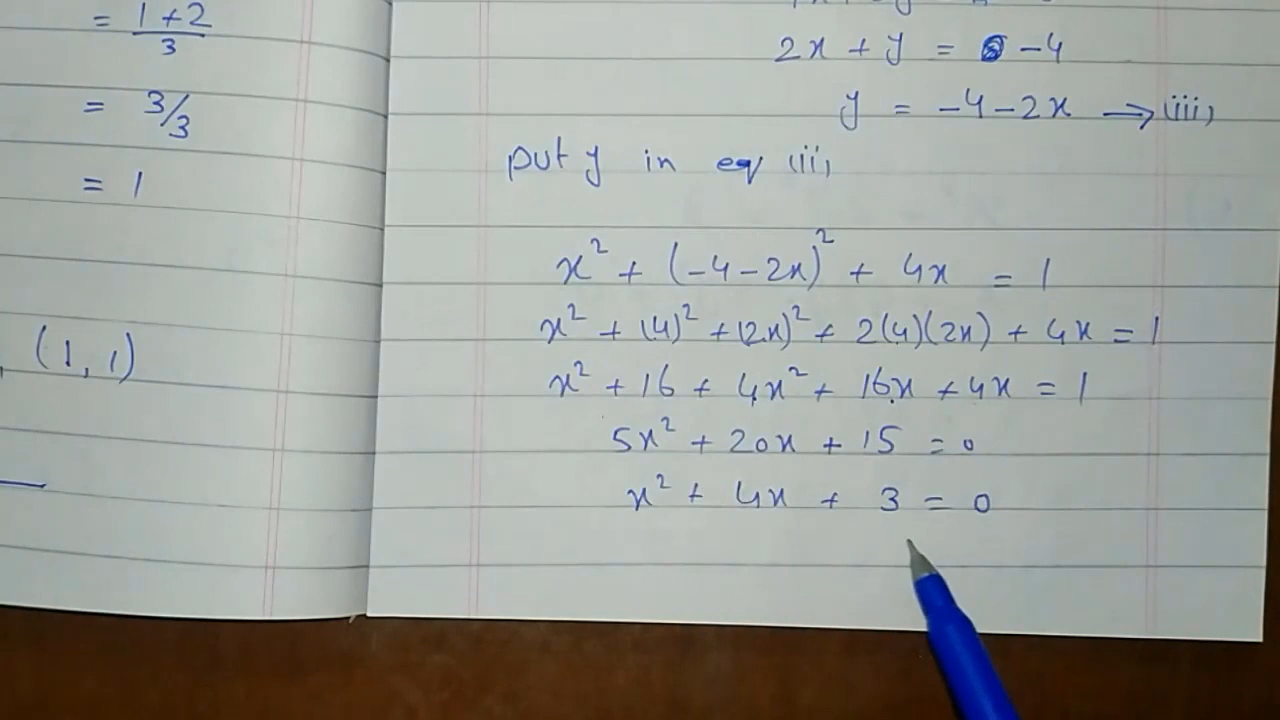 = 1+2/3
= 3/3
= 1
, (1, 1)
2x + y = -4
y = -4-2x → (iii)
put y in eq (ii)
x² + (-4-2x)² + 4x = 1
x² + (4)² + (2x)² + 2(4)(2x) + 4x = 1
x² + 16 + 4x² + 16x + 4x = 1
5x² + 20x + 15 = 0
x² + 4x + 3 = 0